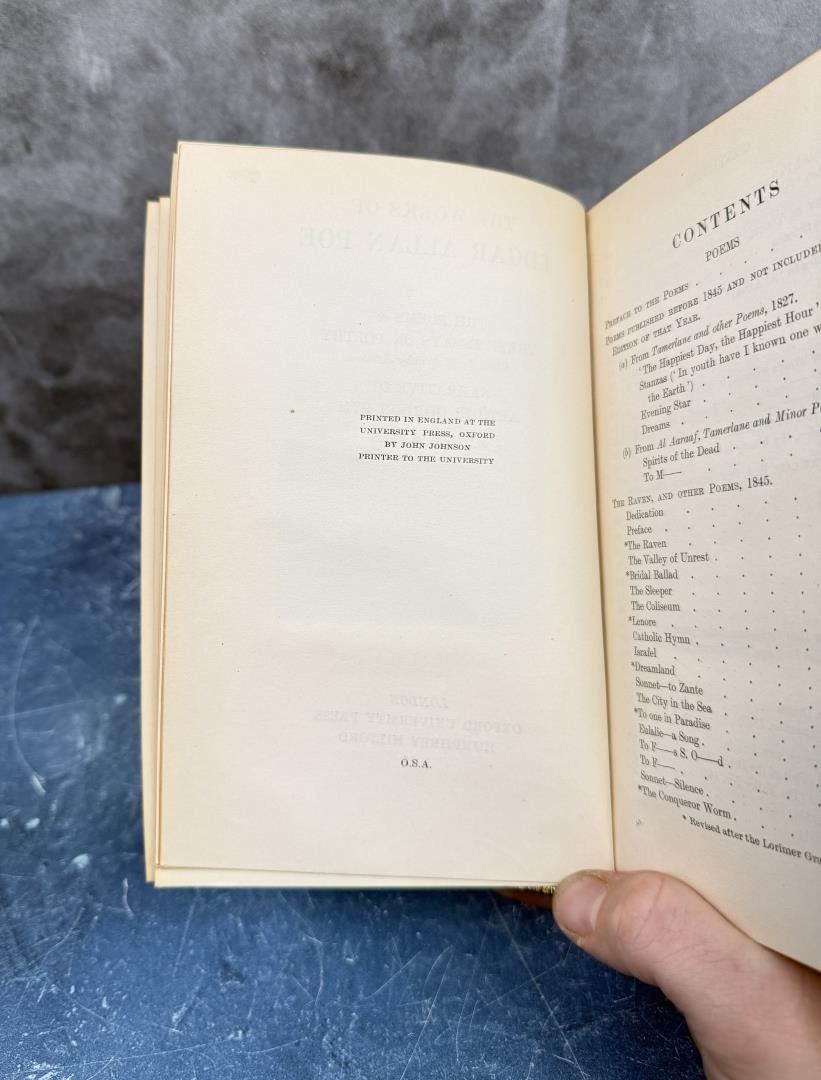 PRINTED IN ENGLAND AT THE
UNIVERSITY PRESS, OXFORD
BY JOHN JOHNSON
PRINTER TO THE UNIVERSITY
O.S.A.
CONTENTS
POEMS
PREFACE TO THE POEMS . . . .
POEMS PUBLISHED BEFORE 1845 AND NOT INCLUDED
EDITION OF THAT YEAR.
(a) From Tamerlane and other Poems, 1827.
'The Happiest Day, the Happiest Hour'
Stanzas ('In youth have I known one
the Earth') . . . .
Evening Star . . . .
Dreams . . . . .
(b) From Al Aaraaf, Tamerlane and Minor
Spirits of the Dead . . .
To M—— . . . .
THE RAVEN, AND OTHER POEMS, 1845.
Dedication . . . .
Preface . . . . .
*The Raven . . . .
The Valley of Unrest . . .
*Bridal Ballad . . . .
The Sleeper . . . .
The Coliseum . . . .
*Lenore . . . . .
Catholic Hymn . . . .
Israfel . . . . .
*Dreamland . . . .
Sonnet—to Zante . . .
The City in the Sea . . .
*To one in Paradise . . .
Eulalie—a Song . . . .
To F——s S. O——d . . .
To F—— . . . . .
Sonnet—Silence . . . .
*The Conqueror Worm . . .
* Revised after the Lorimer